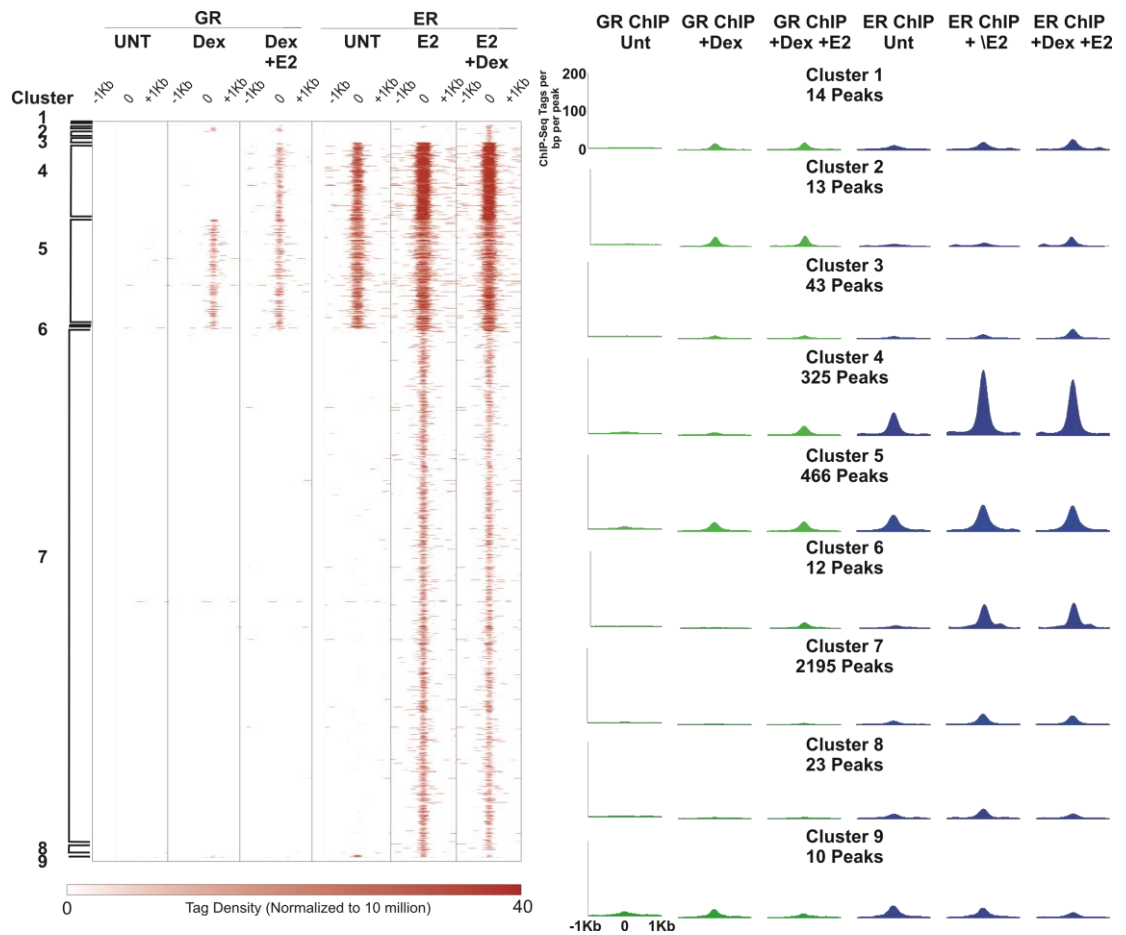 GR ER
UNT Dex Dex UNT E2 E2
+E2 +Dex
-1Kb 0 +1Kb -1Kb 0 +1Kb -1Kb 0 +1Kb -1Kb 0 +1Kb -1Kb 0 +1Kb -1Kb 0 +1Kb
Cluster
1
2
3
4
5
6
7
8
9
0 Tag Density (Normalized to 10 million) 40
GR ChIP GR ChIP GR ChIP ER ChIP ER ChIP ER ChIP
Unt +Dex +Dex +E2 Unt + \E2 +Dex +E2
ChIP-Seq Tags per
bp per peak
200
100
0
Cluster 1
14 Peaks
Cluster 2
13 Peaks
Cluster 3
43 Peaks
Cluster 4
325 Peaks
Cluster 5
466 Peaks
Cluster 6
12 Peaks
Cluster 7
2195 Peaks
Cluster 8
23 Peaks
Cluster 9
10 Peaks
-1Kb 0 1Kb